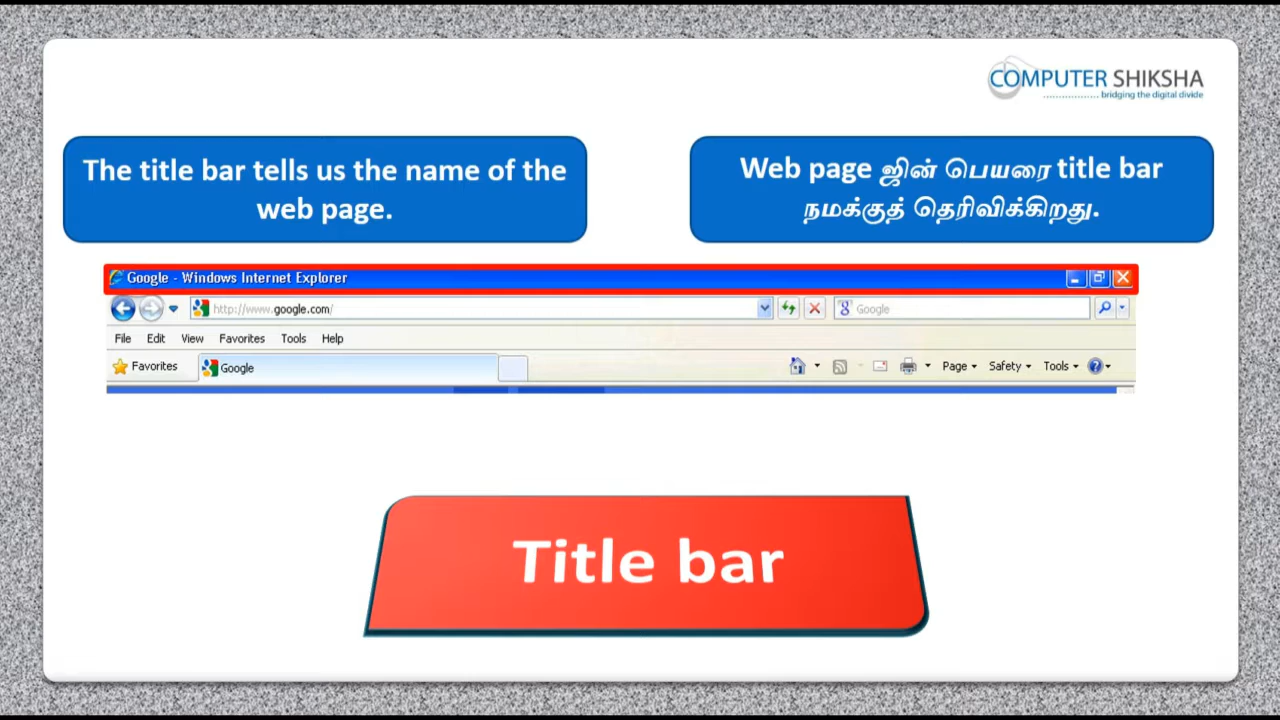 COMPUTER SHIKSHA
bridging the digital divide
The title bar tells us the name of the
web page.
Web page ஜின் பெயரை title bar
நமக்குத் தெரிவிக்கிறது.
Google - Windows Internet Explorer
http://www.google.com/
Google
File Edit View Favorites Tools Help
Favorites
Google
Page Safety Tools
Title bar